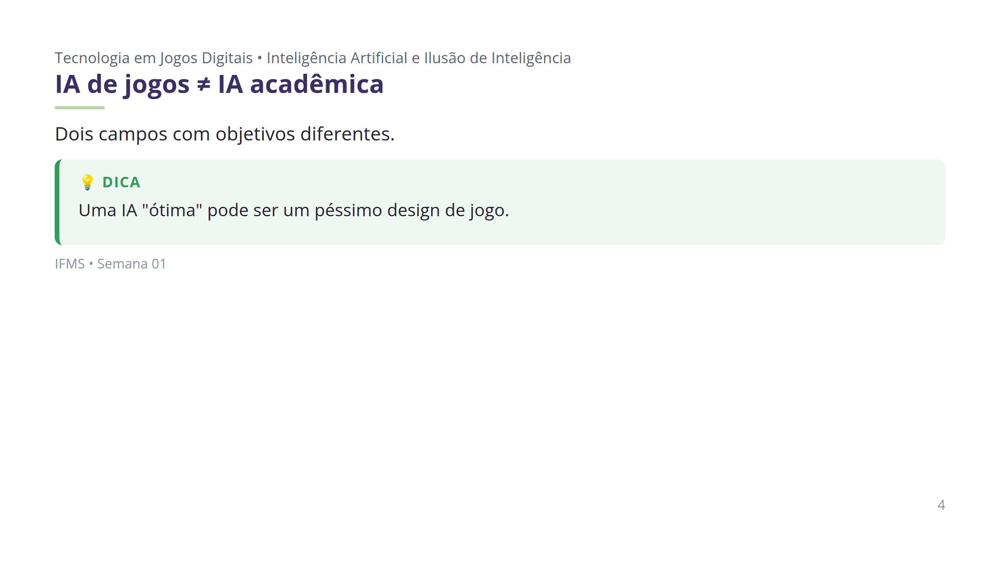 Tecnologia em Jogos Digitais • Inteligência Artificial e Ilusão de Inteligência
IA de jogos ≠ IA acadêmica
Dois campos com objetivos diferentes.
💡 DICA
Uma IA "ótima" pode ser um péssimo design de jogo.
IFMS • Semana 01
4